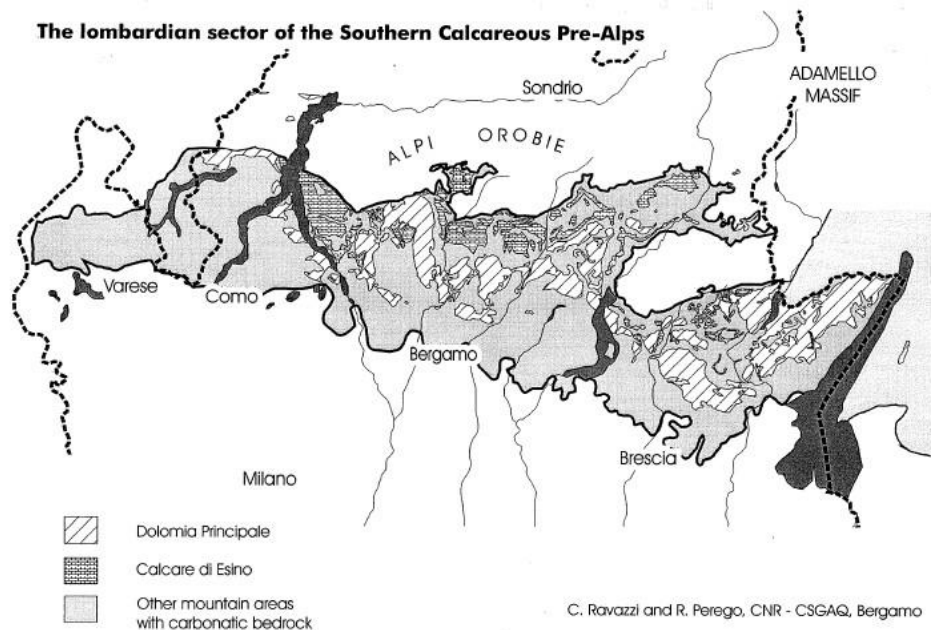 The lombardian sector of the Southern Calcareous Pre-Alps
Sondrio
ADAMELLO
MASSIF
ALPI OROBIE
Varese
Como
Bergamo
Brescia
Milano
Dolomia Principale
Calcare di Esino
Other mountain areas
with carbonatic bedrock
C. Ravazzi and R. Perego, CNR - CSGAQ, Bergamo